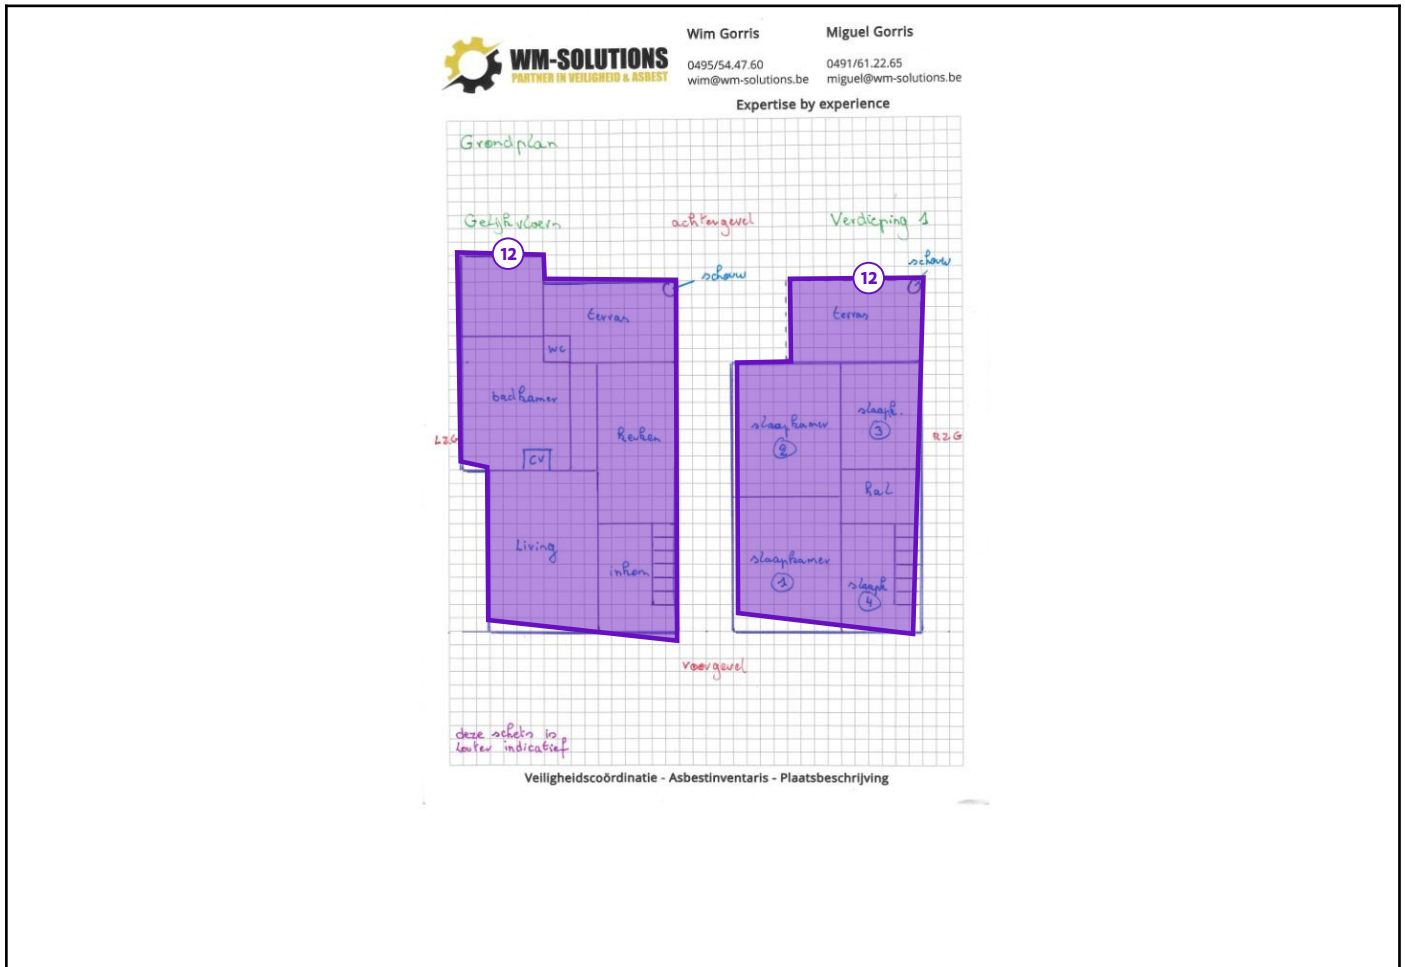 WM-SOLUTIONS
PARTNER IN VEILIGHEID & ASBEST
Wim Gorris
0495/54.47.60
wim@wm-solutions.be
Miguel Gorris
0491/61.22.65
miguel@wm-solutions.be
Expertise by experience
Grondplan
Gelijkvloers
achtergevel
Verdieping 1
12
schouw
12
schouw
terras
wc
badkamer
keuken
LZG
CV
Living
inkom
terras
slaapkamer
2
slaapk.
3
RZG
hal
slaapkamer
1
slaapk
4
voorgevel
deze schets is
louter indicatief
Veiligheidscoördinatie - Asbestinventaris - Plaatsbeschrijving